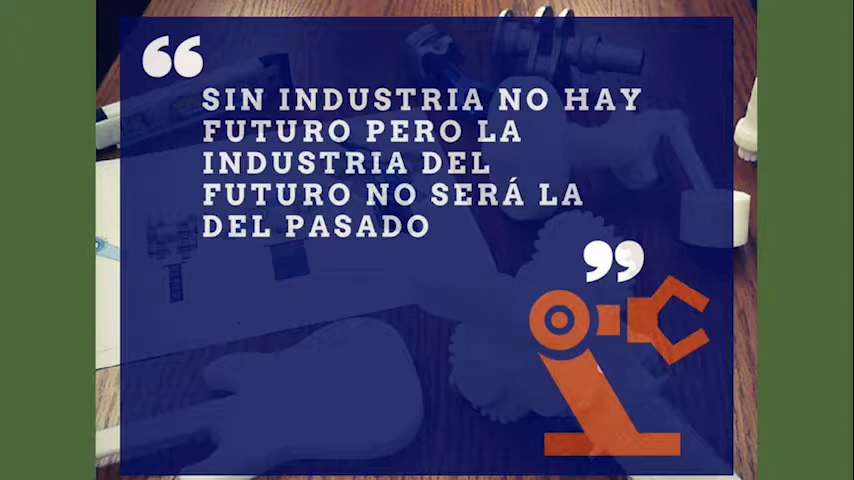 “
SIN INDUSTRIA NO HAY
FUTURO PERO LA
INDUSTRIA DEL
FUTURO NO SERÁ LA
DEL PASADO
”